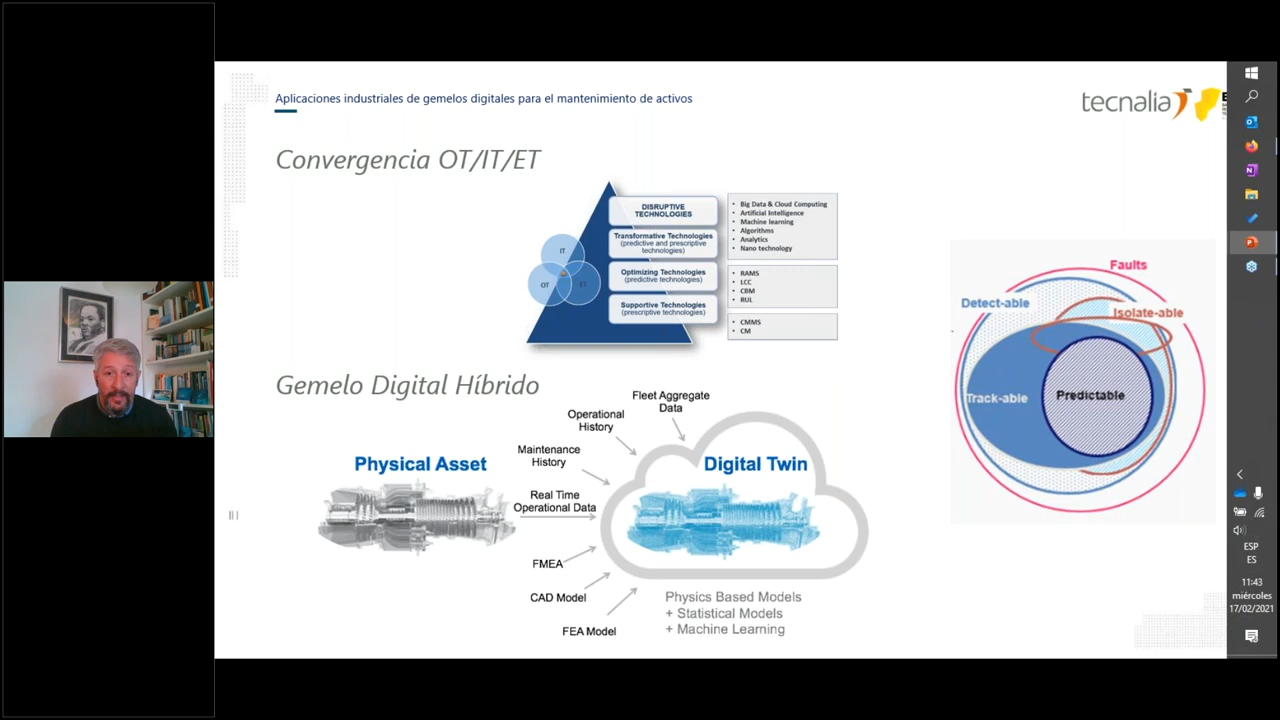 Aplicaciones industriales de gemelos digitales para el mantenimiento de activos
tecnalia
Convergencia OT/IT/ET
IT
OT
ET
DISRUPTIVE
TECHNOLOGIES
Transformative Technologies
(predictive and prescriptive
technologies)
Optimizing Technologies
(predictive technologies)
Supportive Technologies
(prescriptive technologies)
• Big Data & Cloud Computing
• Artificial Intelligence
• Machine learning
• Algorithms
• Analytics
• Nano technology
• RAMS
• LCC
• CBM
• RUL
• CMMS
• CM
Faults
Detect-able
Isolate-able
Track-able
Predictable
Gemelo Digital Híbrido
Physical Asset
Fleet Aggregate
Data
Operational
History
Maintenance
History
Real Time
Operational Data
FMEA
CAD Model
FEA Model
Digital Twin
Physics Based Models
+ Statistical Models
+ Machine Learning
ESP
ES
11:43
miércoles
17/02/2021